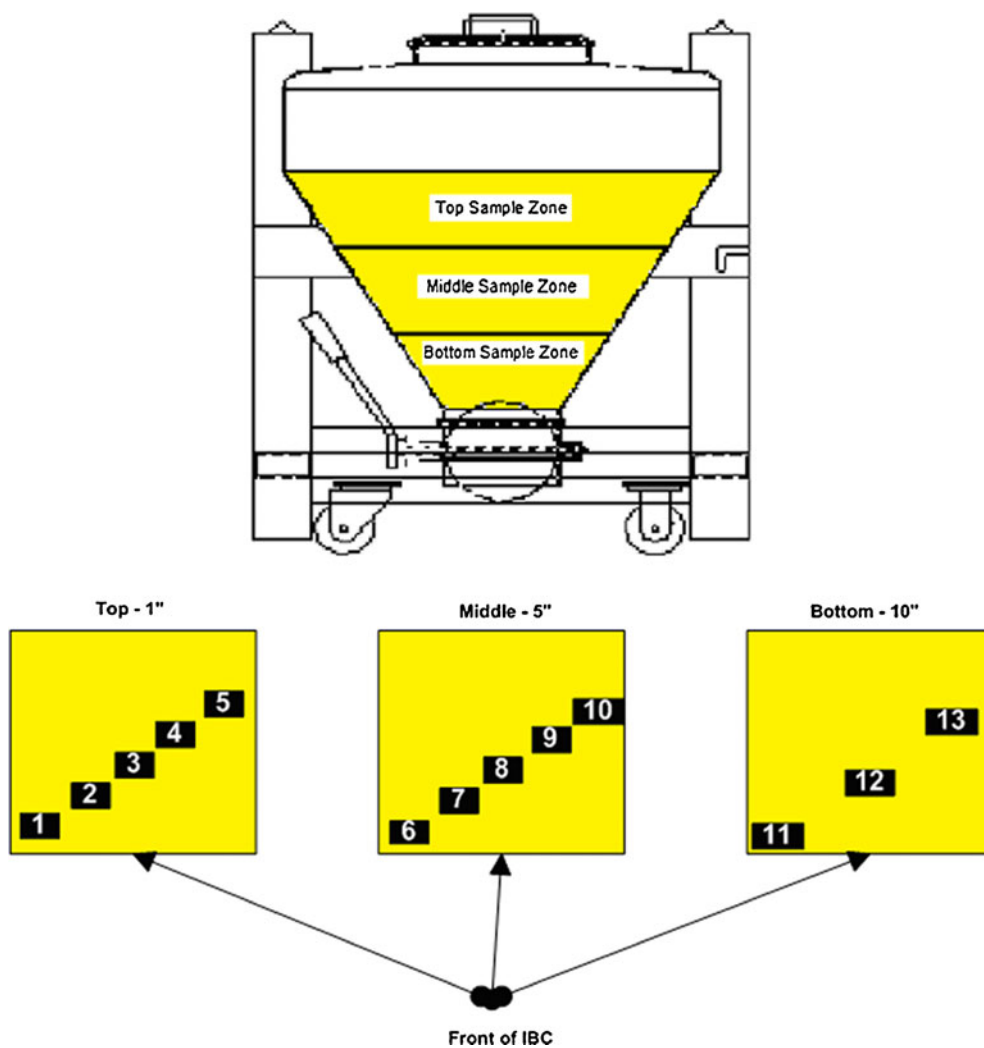 Top Sample Zone
Middle Sample Zone
Bottom Sample Zone
Top - 1"
Middle - 5"
Bottom - 10"
1
2
3
4
5
6
7
8
9
10
11
12
13
Front of IBC